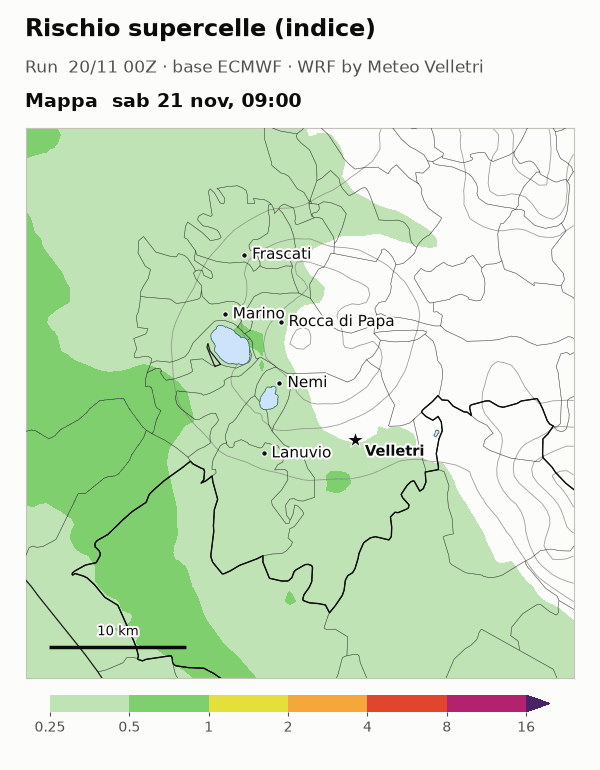 Rischio supercelle (indice)
Run 20/11 00Z · base ECMWF · WRF by Meteo Velletri
Mappa sab 21 nov, 09:00
Frascati
Marino
Rocca di Papa
Nemi
Velletri
Lanuvio
10 km
0.25 0.5 1 2 4 8 16